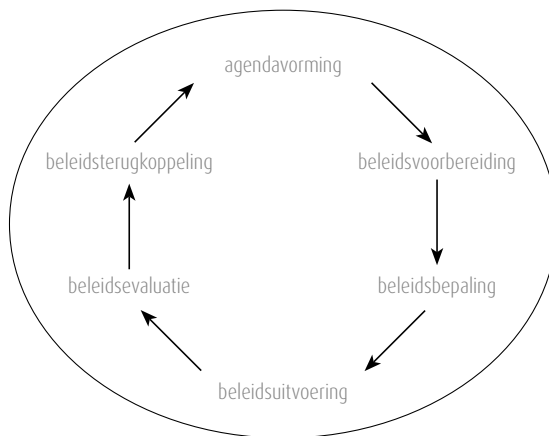 agendavorming
beleidsterugkoppeling
beleidsvoorbereiding
beleidsevaluatie
beleidsbepaling
beleidsuitvoering